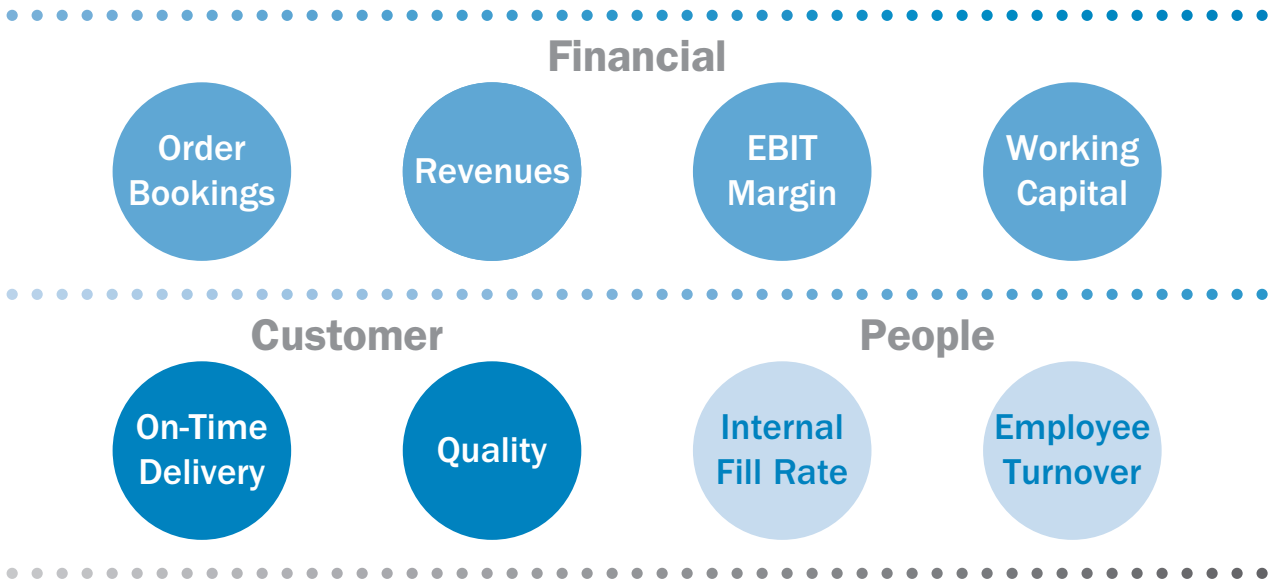 Financial
Order
Bookings
Revenues
EBIT
Margin
Working
Capital
Customer
People
On-Time
Delivery
Quality
Internal
Fill Rate
Employee
Turnover